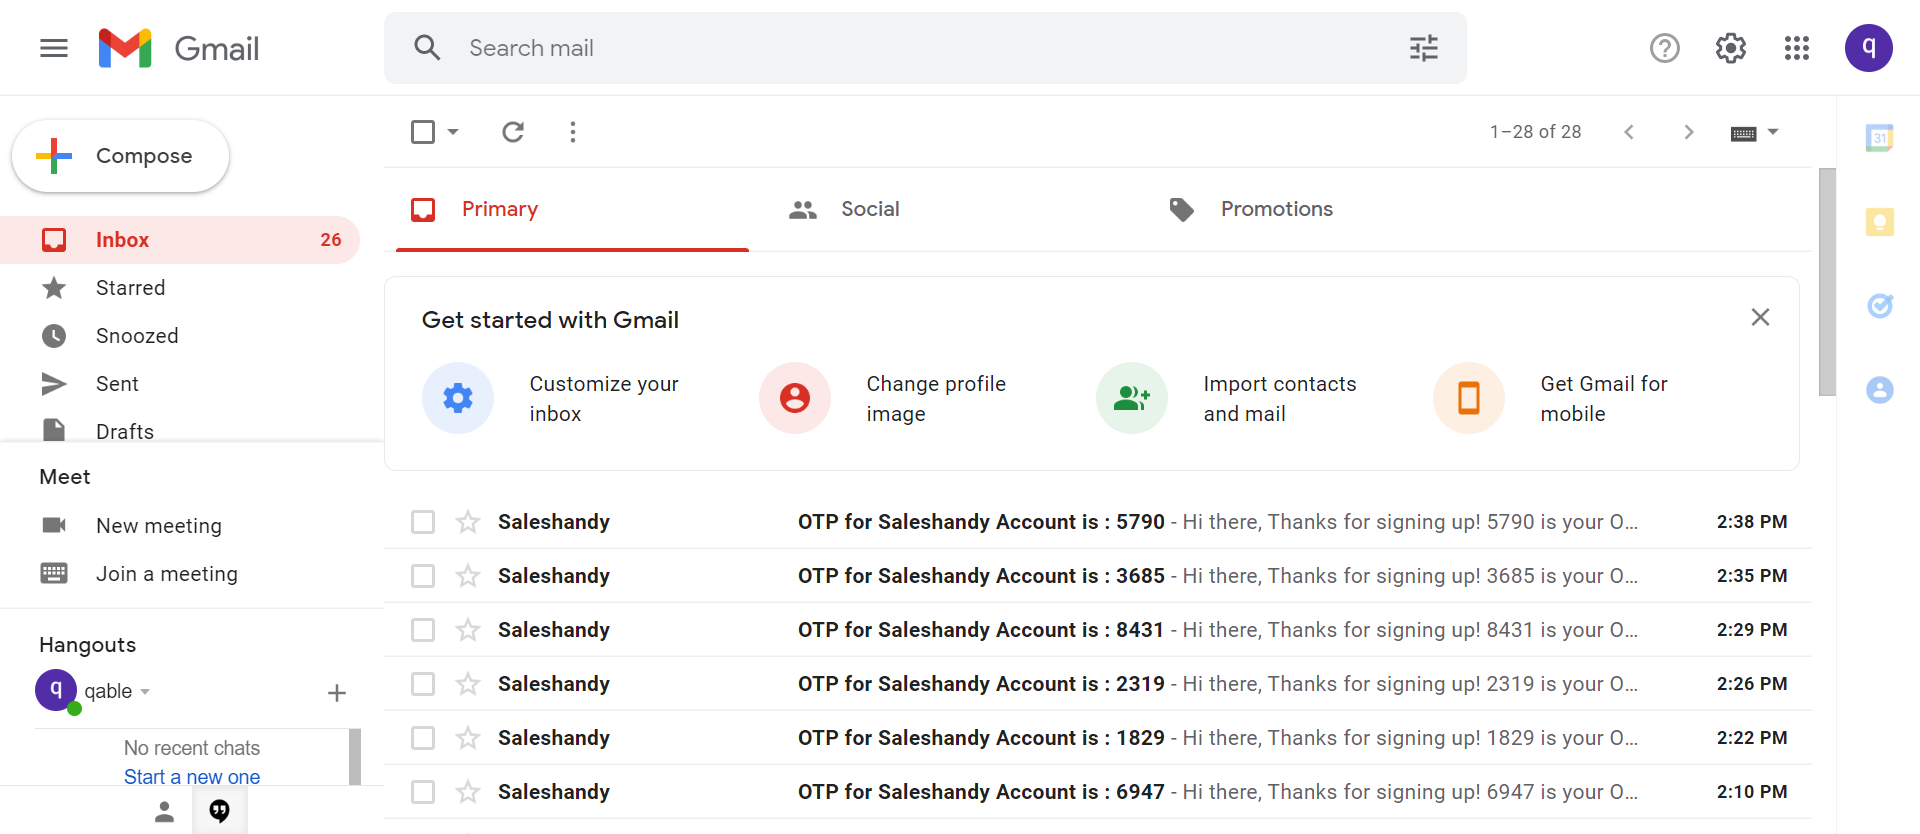 Gmail
Search mail
q
Compose
1–28 of 28
31
Inbox 26
Starred
Snoozed
Sent
Drafts
Primary
Social
Promotions
Get started with Gmail
Customize your
inbox
Change profile
image
Import contacts
and mail
Get Gmail for
mobile
Meet
New meeting
Join a meeting
Hangouts
q qable
No recent chats
Start a new one
Saleshandy OTP for Saleshandy Account is : 5790 - Hi there, Thanks for signing up! 5790 is your O... 2:38 PM
Saleshandy OTP for Saleshandy Account is : 3685 - Hi there, Thanks for signing up! 3685 is your O... 2:35 PM
Saleshandy OTP for Saleshandy Account is : 8431 - Hi there, Thanks for signing up! 8431 is your O... 2:29 PM
Saleshandy OTP for Saleshandy Account is : 2319 - Hi there, Thanks for signing up! 2319 is your O... 2:26 PM
Saleshandy OTP for Saleshandy Account is : 1829 - Hi there, Thanks for signing up! 1829 is your O... 2:22 PM
Saleshandy OTP for Saleshandy Account is : 6947 - Hi there, Thanks for signing up! 6947 is your O... 2:10 PM